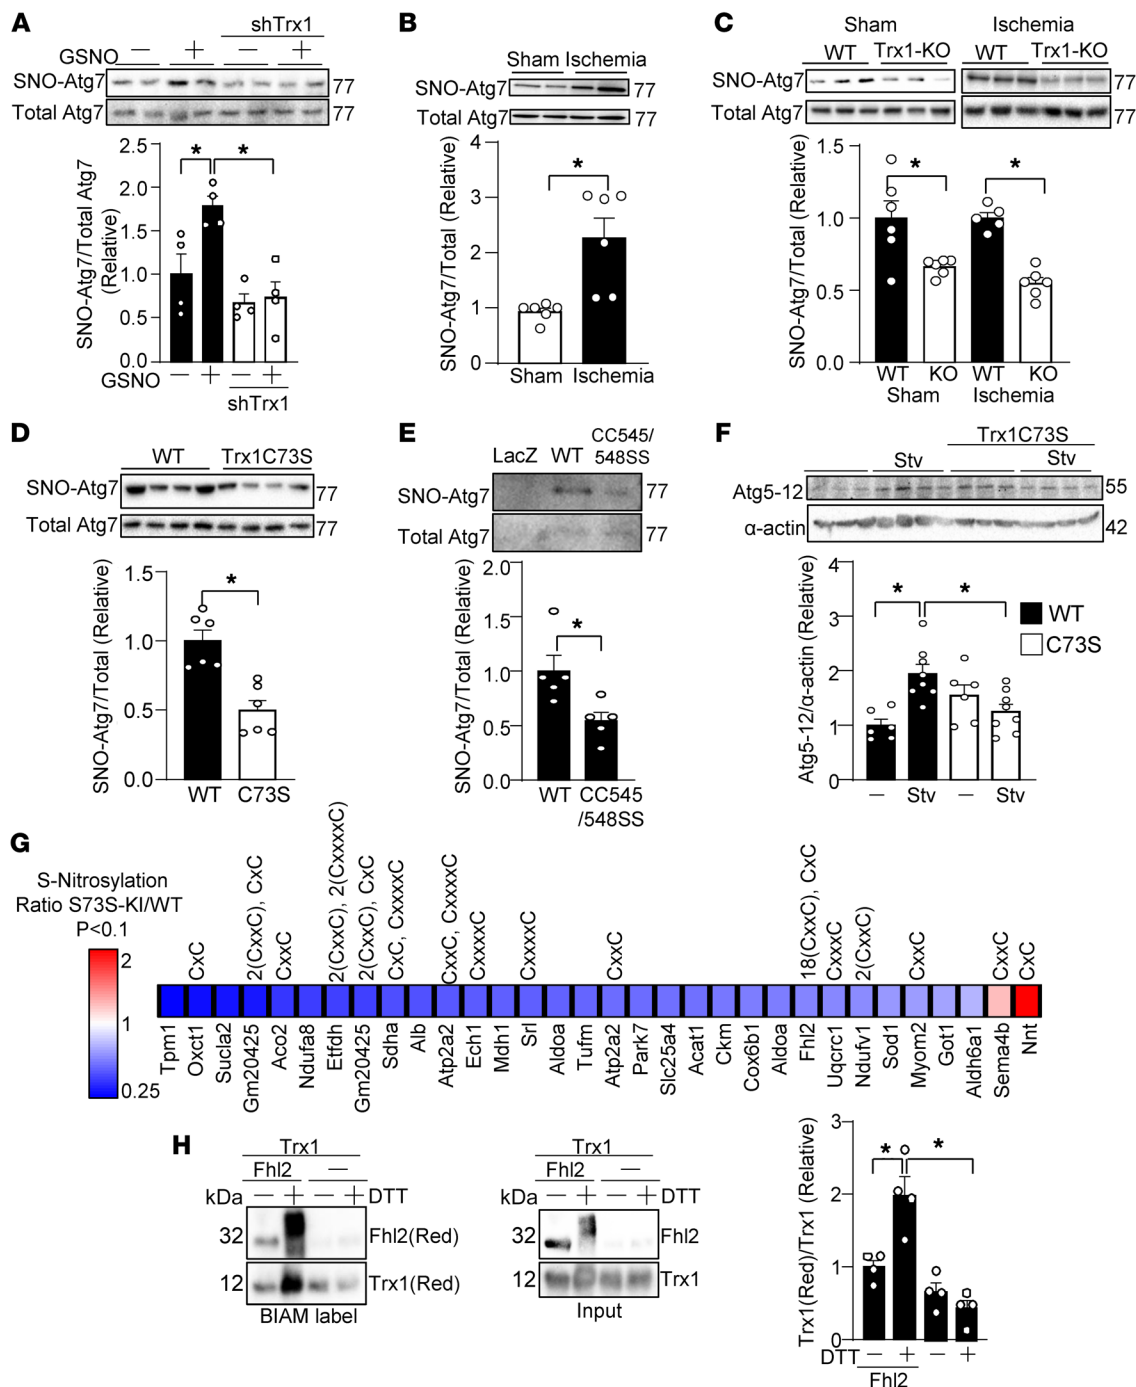 A
shTrx1
GSNO — + — +
SNO-Atg7 77
Total Atg7 77
SNO-Atg7/Total Atg7
(Relative)
2.5
2.0
1.0
0.5
0.0
* *
GSNO — + — +
shTrx1
B
Sham Ischemia
SNO-Atg7 77
Total Atg7 77
SNO-Atg7/Total (Relative)
4
3
2
1
0
*
Sham Ischemia
C
Sham Ischemia
WT Trx1-KO WT Trx1-KO
SNO-Atg7 77
Total Atg7 77
SNO-Atg7/Total (Relative)
1.5
1.0
0.5
0.0
* *
WT KO WT KO
Sham Ischemia
D
WT Trx1C73S
SNO-Atg7 77
Total Atg7 77
SNO-Atg7/Total (Relative)
1.5
1.0
0.5
0.0
*
WT C73S
E
CC545/
LacZ WT 548SS
SNO-Atg7 77
Total Atg7 77
SNO-Atg7/Total (Relative)
2.0
1.5
1.0
0.5
0.0
*
WT CC545
/548SS
F
Trx1C73S
Stv Stv
Atg5-12 55
α-actin 42
Atg5-12/α-actin (Relative)
4
3
2
1
0
* *
WT
C73S
— Stv — Stv
G
S-Nitrosylation
Ratio S73S-KI/WT
P<0.1
2
1
0.25
CxC
2(CxxC), CxC
CxxC
2(CxxC), 2(CxxxxC)
2(CxxC), CxC
CxC, CxxxxC
CxxC, CxxxxC
CxxxxC
CxxxxC
CxxC
18(CxxC), CxC
CxxxC
2(CxxC)
CxxC
CxxC
CxC
Tpm1
Oxct1
Sucla2
Gm20425
Aco2
Ndufa8
Etfdh
Gm20425
Sdha
Alb
Atp2a2
Ech1
Mdh1
Srl
Aldoa
Tufm
Atp2a2
Park7
Slc25a4
Acat1
Ckm
Cox6b1
Aldoa
Fhl2
Uqcrc1
Ndufv1
Sod1
Myom2
Got1
Aldh6a1
Sema4b
Nnt
H
Trx1
Fhl2 —
kDa — + — + DTT
32 Fhl2(Red)
12 Trx1(Red)
BIAM label
Trx1
Fhl2 —
kDa — + — + DTT
32 Fhl2
12 Trx1
Input
Trx1(Red)/Trx1 (Relative)
3
2
1
0
* *
DTT — + — +
Fhl2